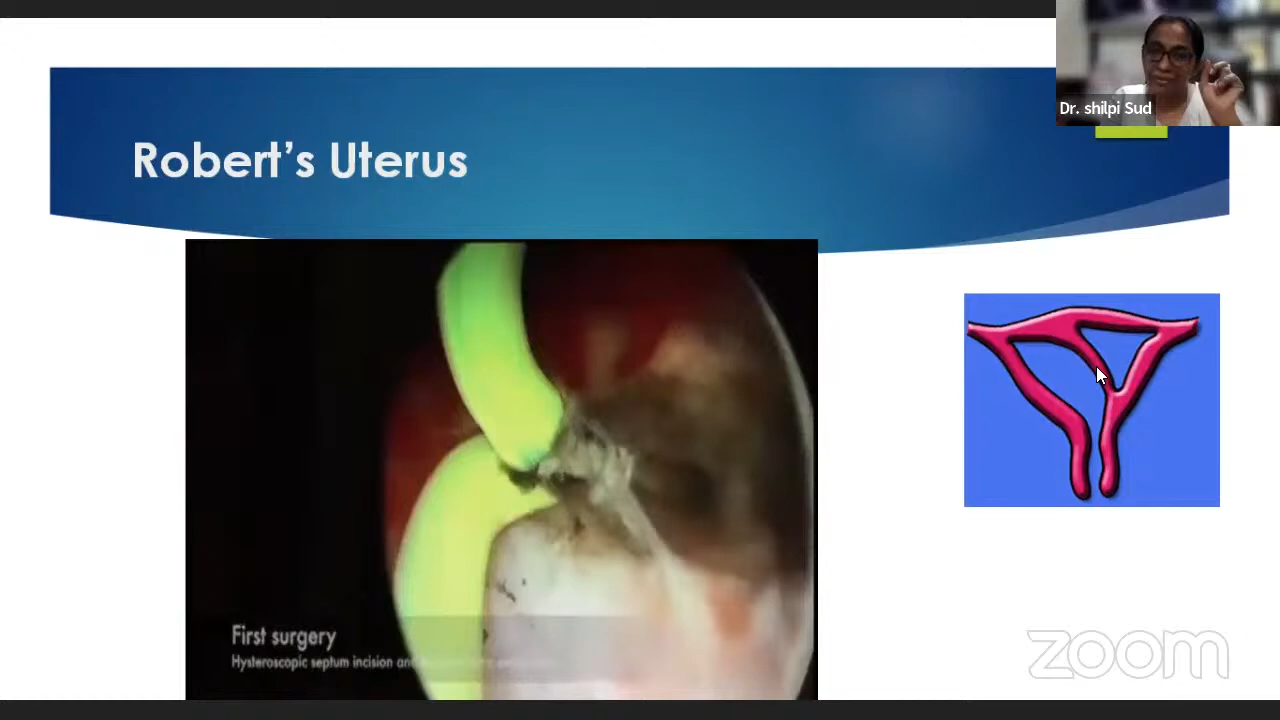 Dr. shilpi Sud
Robert's Uterus
First surgery
Hysteroscopic septum incision and
zoom